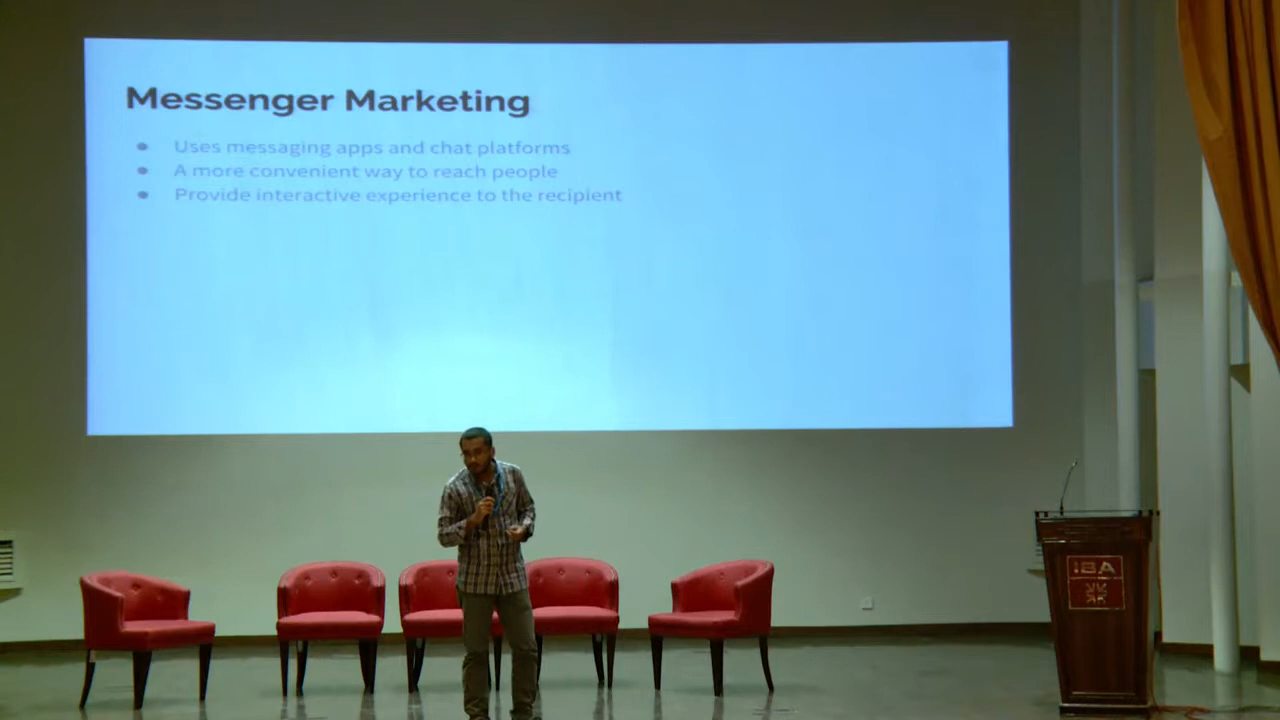 Messenger Marketing
● Uses messaging apps and chat platforms
● A more convenient way to reach people
● Provide interactive experience to the recipient
IBA